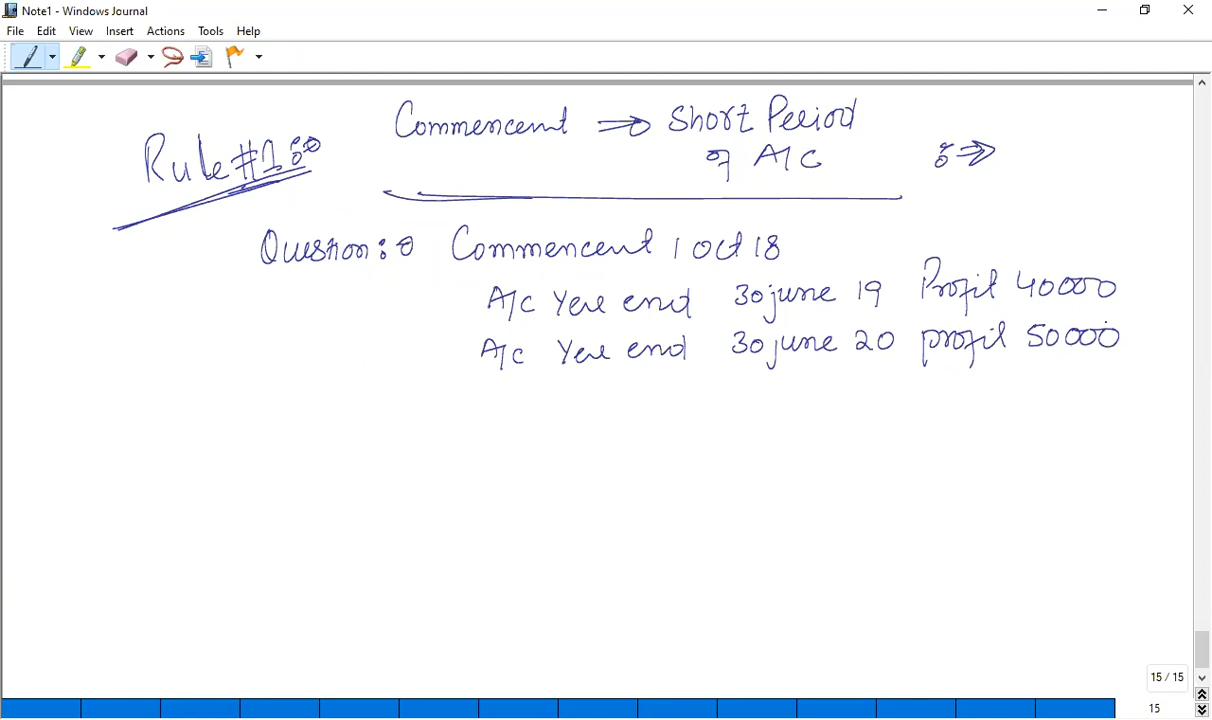 Note1 - Windows Journal
File Edit View Insert Actions Tools Help
Rule #1 : Commencent ⇒ Short Period
of A/C : ⇒
Question : Commencent 1 Oct 18
A/C Yere end 30 june 19 Profit 40000
A/C Yere end 30 june 20 profit 50000
15 / 15
15